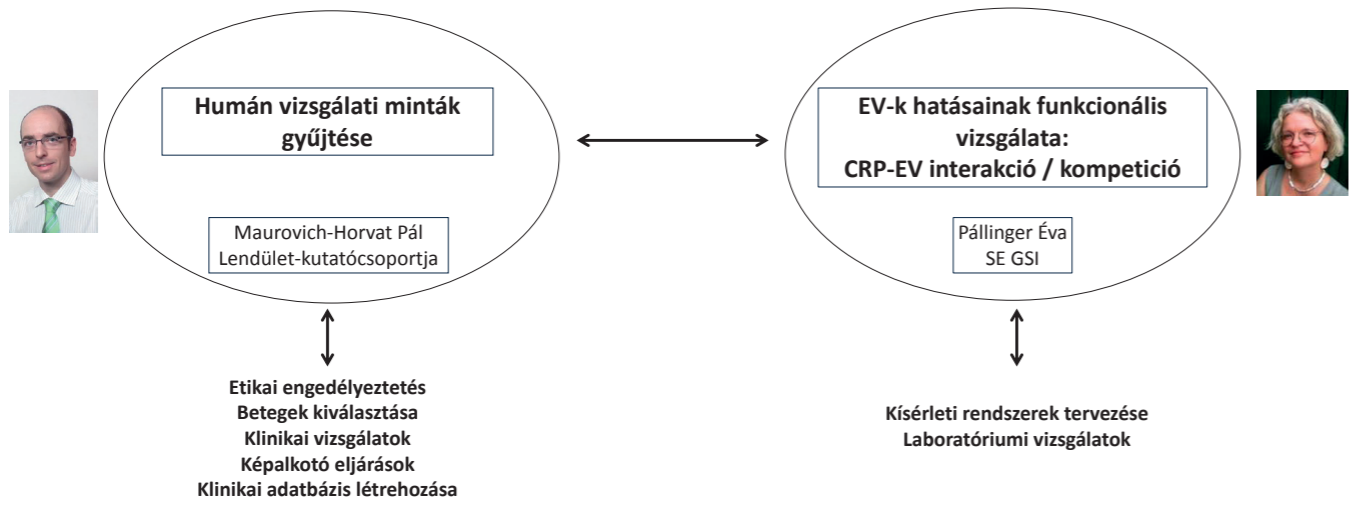 Humán vizsgálati minták
gyűjtése
Maurovich-Horvat Pál
Lendület-kutatócsoportja
Etikai engedélyeztetés
Betegek kiválasztása
Klinikai vizsgálatok
Képalkotó eljárások
Klinikai adatbázis létrehozása
EV-k hatásainak funkcionális
vizsgálata:
CRP-EV interakció / kompetició
Pállinger Éva
SE GSI
Kísérleti rendszerek tervezése
Laboratóriumi vizsgálatok